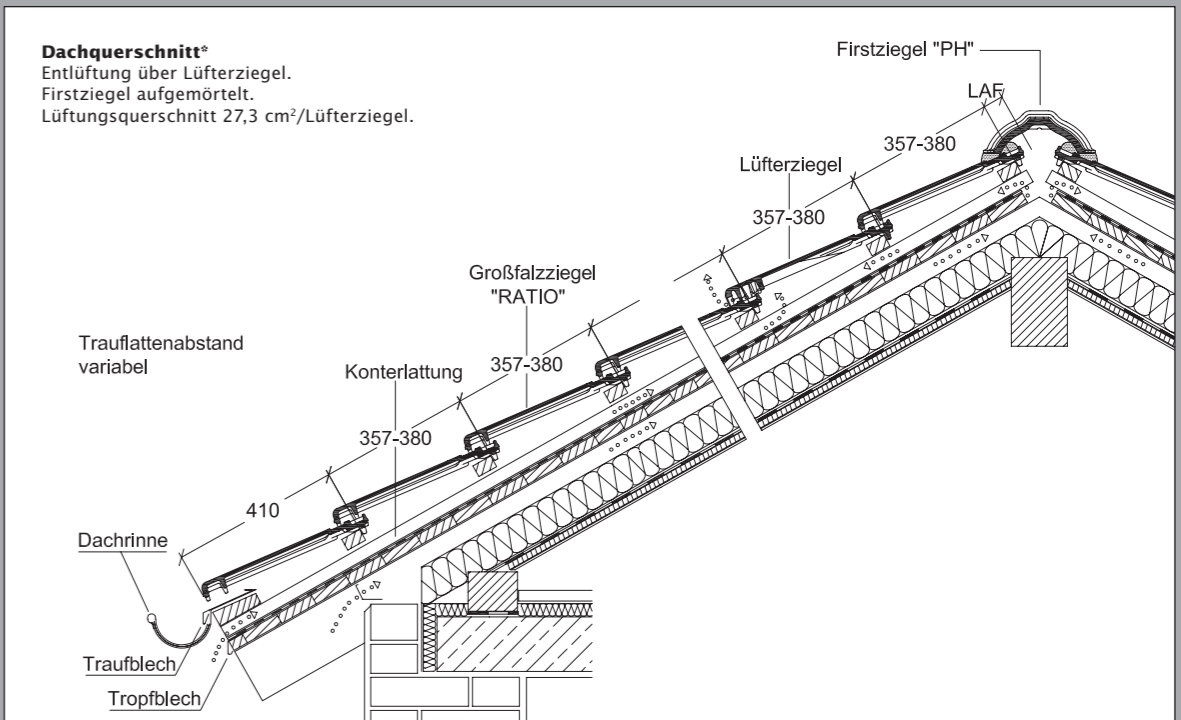 Dachquerschnitt*
Entlüftung über Lüfterziegel.
Firstziegel aufgemörtelt.
Lüftungsquerschnitt 27,3 cm²/Lüfterziegel.
Firstziegel "PH"
LAF
357-380
Lüfterziegel
357-380
Großfalzziegel
"RATIO"
357-380
Trauflattenabstand
variabel
Konterlattung
357-380
410
Dachrinne
Traufblech
Tropfblech